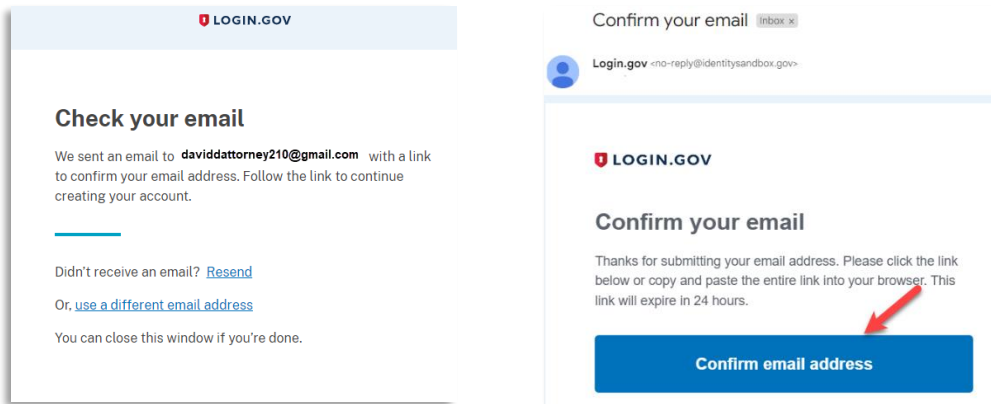 LOGIN.GOV
Check your email
We sent an email to daviddattorney210@gmail.com with a link
to confirm your email address. Follow the link to continue
creating your account.
Didn't receive an email? Resend
Or, use a different email address
You can close this window if you're done.
Confirm your email Inbox ×
Login.gov <no-reply@identitysandbox.gov>
LOGIN.GOV
Confirm your email
Thanks for submitting your email address. Please click the link
below or copy and paste the entire link into your browser. This
link will expire in 24 hours.
Confirm email address